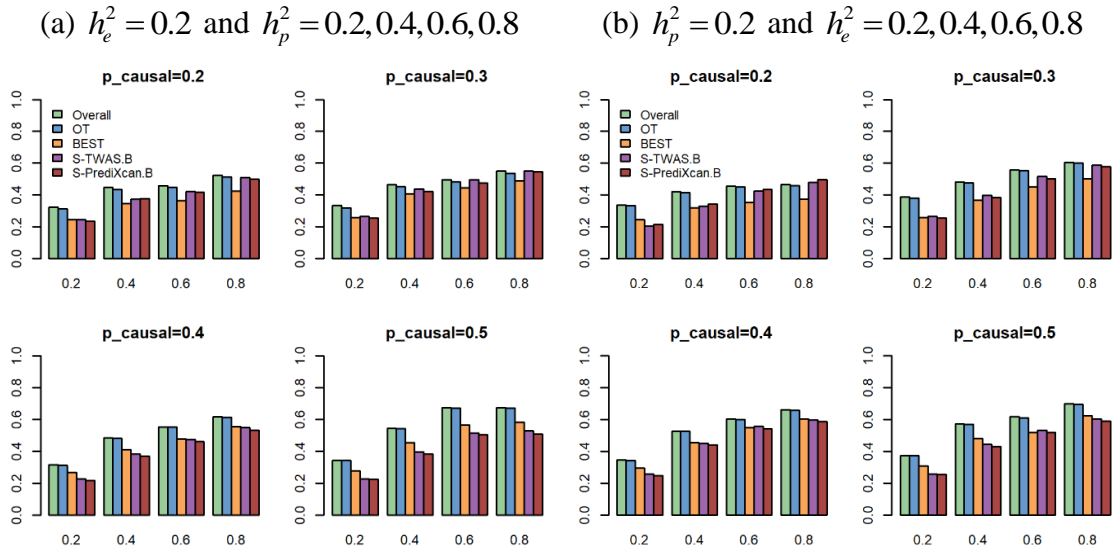 (a) h_e^2 = 0.2 and h_p^2 = 0.2, 0.4, 0.6, 0.8
(b) h_p^2 = 0.2 and h_e^2 = 0.2, 0.4, 0.6, 0.8
p_causal=0.2
0.0 0.2 0.4 0.6 0.8 1.0
Overall
OT
BEST
S-TWAS.B
S-PrediXcan.B
0.2 0.4 0.6 0.8
p_causal=0.3
0.0 0.2 0.4 0.6 0.8 1.0
0.2 0.4 0.6 0.8
p_causal=0.2
0.0 0.2 0.4 0.6 0.8 1.0
Overall
OT
BEST
S-TWAS.B
S-PrediXcan.B
0.2 0.4 0.6 0.8
p_causal=0.3
0.0 0.2 0.4 0.6 0.8 1.0
0.2 0.4 0.6 0.8
p_causal=0.4
0.0 0.2 0.4 0.6 0.8 1.0
0.2 0.4 0.6 0.8
p_causal=0.5
0.0 0.2 0.4 0.6 0.8 1.0
0.2 0.4 0.6 0.8
p_causal=0.4
0.0 0.2 0.4 0.6 0.8 1.0
0.2 0.4 0.6 0.8
p_causal=0.5
0.0 0.2 0.4 0.6 0.8 1.0
0.2 0.4 0.6 0.8